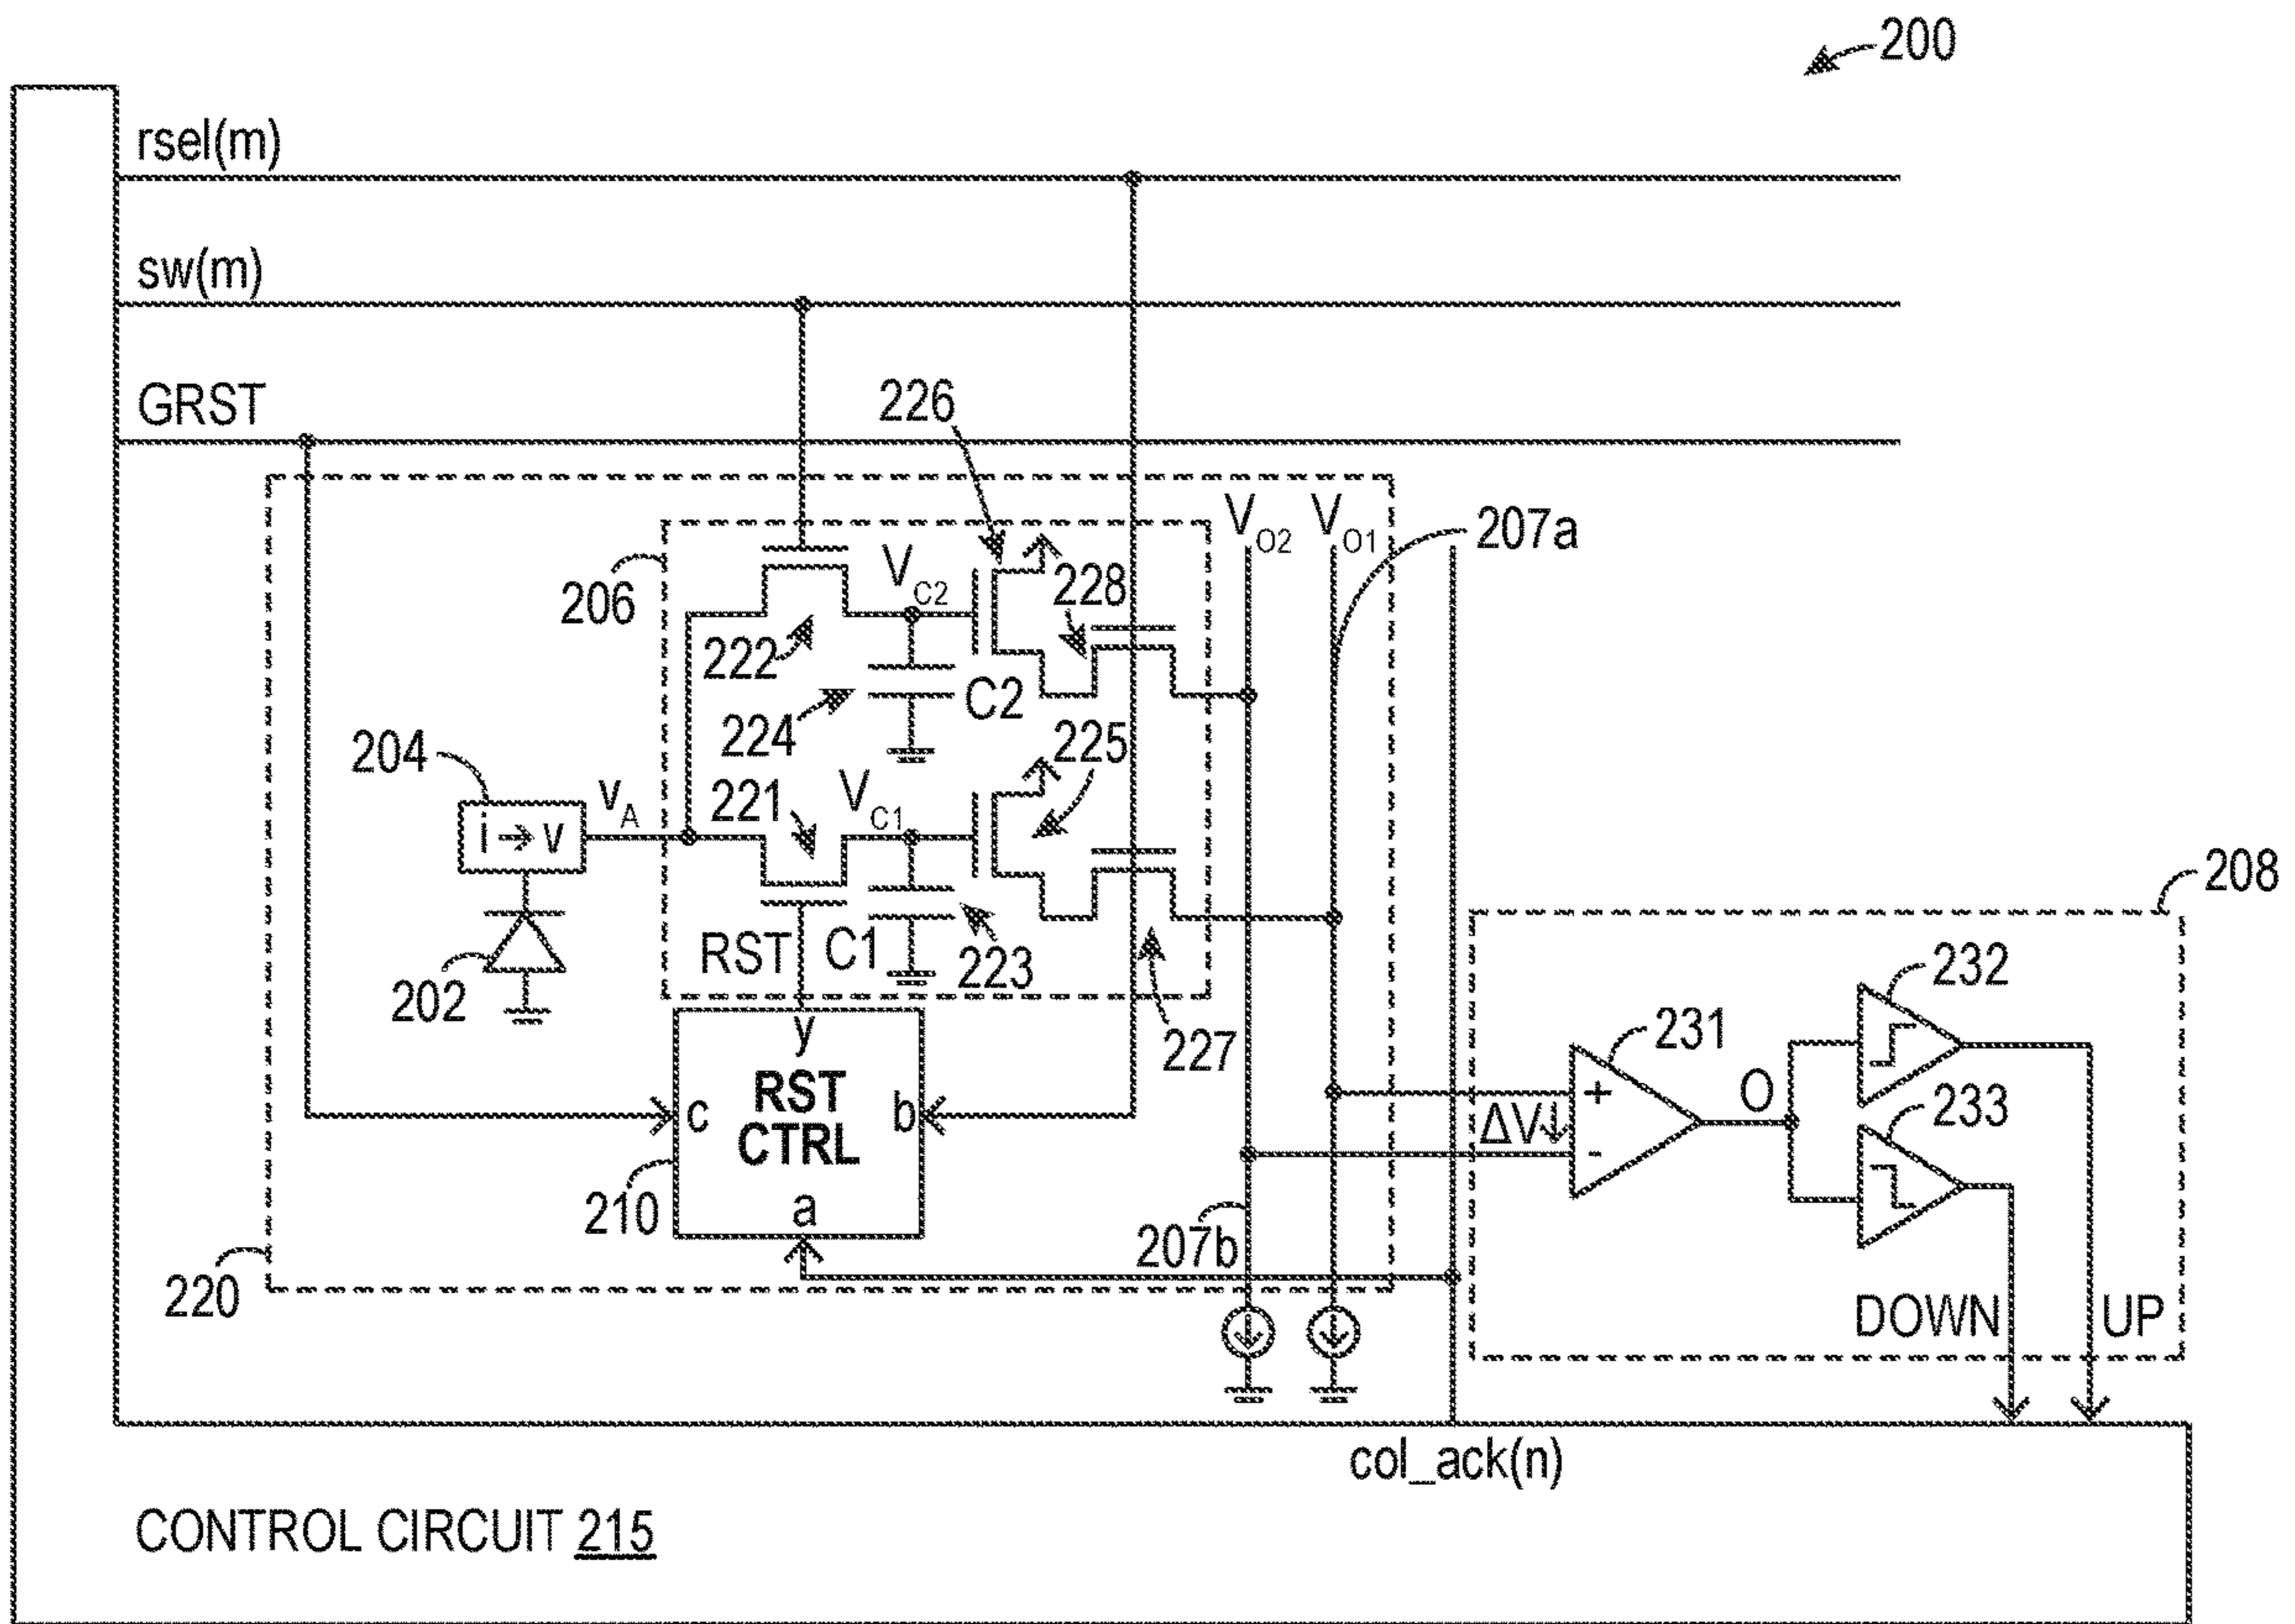 200
rsel(m)
sw(m)
GRST
226
V_O2 V_O1
207a
206
V_C2
228
222
224
C2
225
204
v_A
221
V_C1
i → v
208
RST
C1
223
232
202
227
231
y
RST
CTRL
c
b
a
+
ΔV↓
-
O
233
210
207b
220
DOWN
UP
col_ack(n)
CONTROL CIRCUIT 215